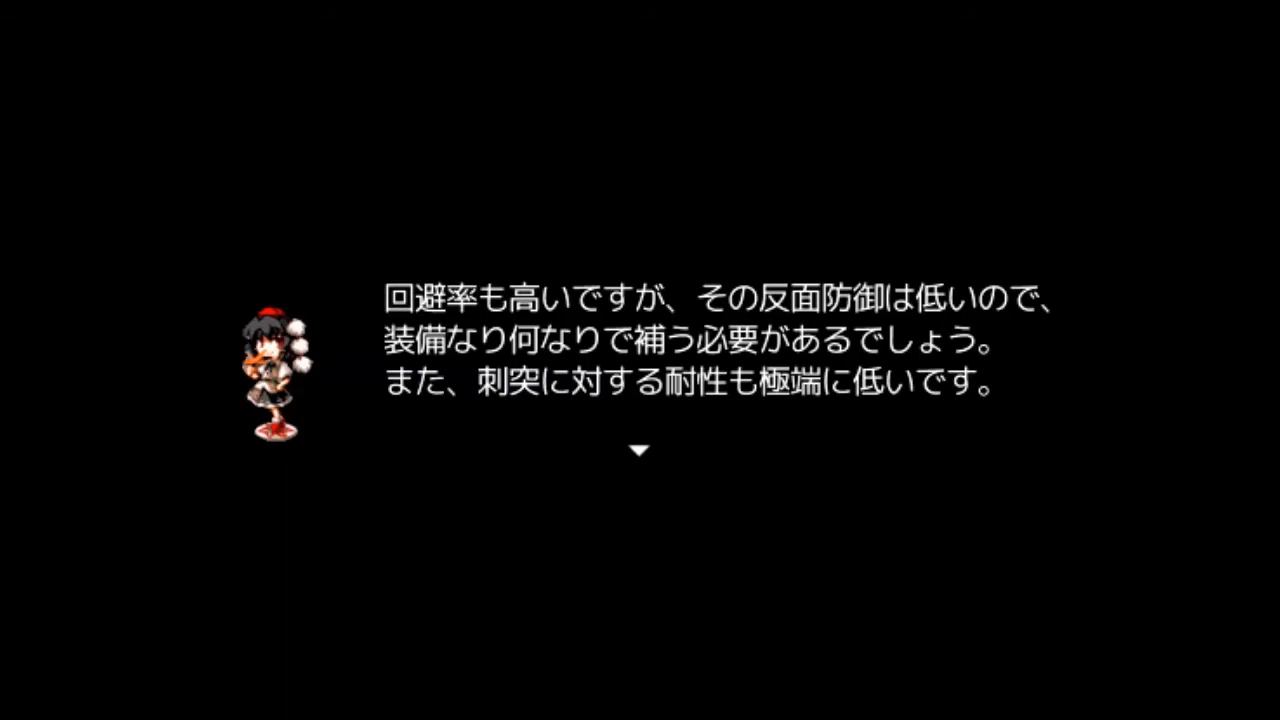 回避率も高いですが、その反面防御は低いので、
装備なり何なりで補う必要があるでしょう。
また、刺突に対する耐性も極端に低いです。